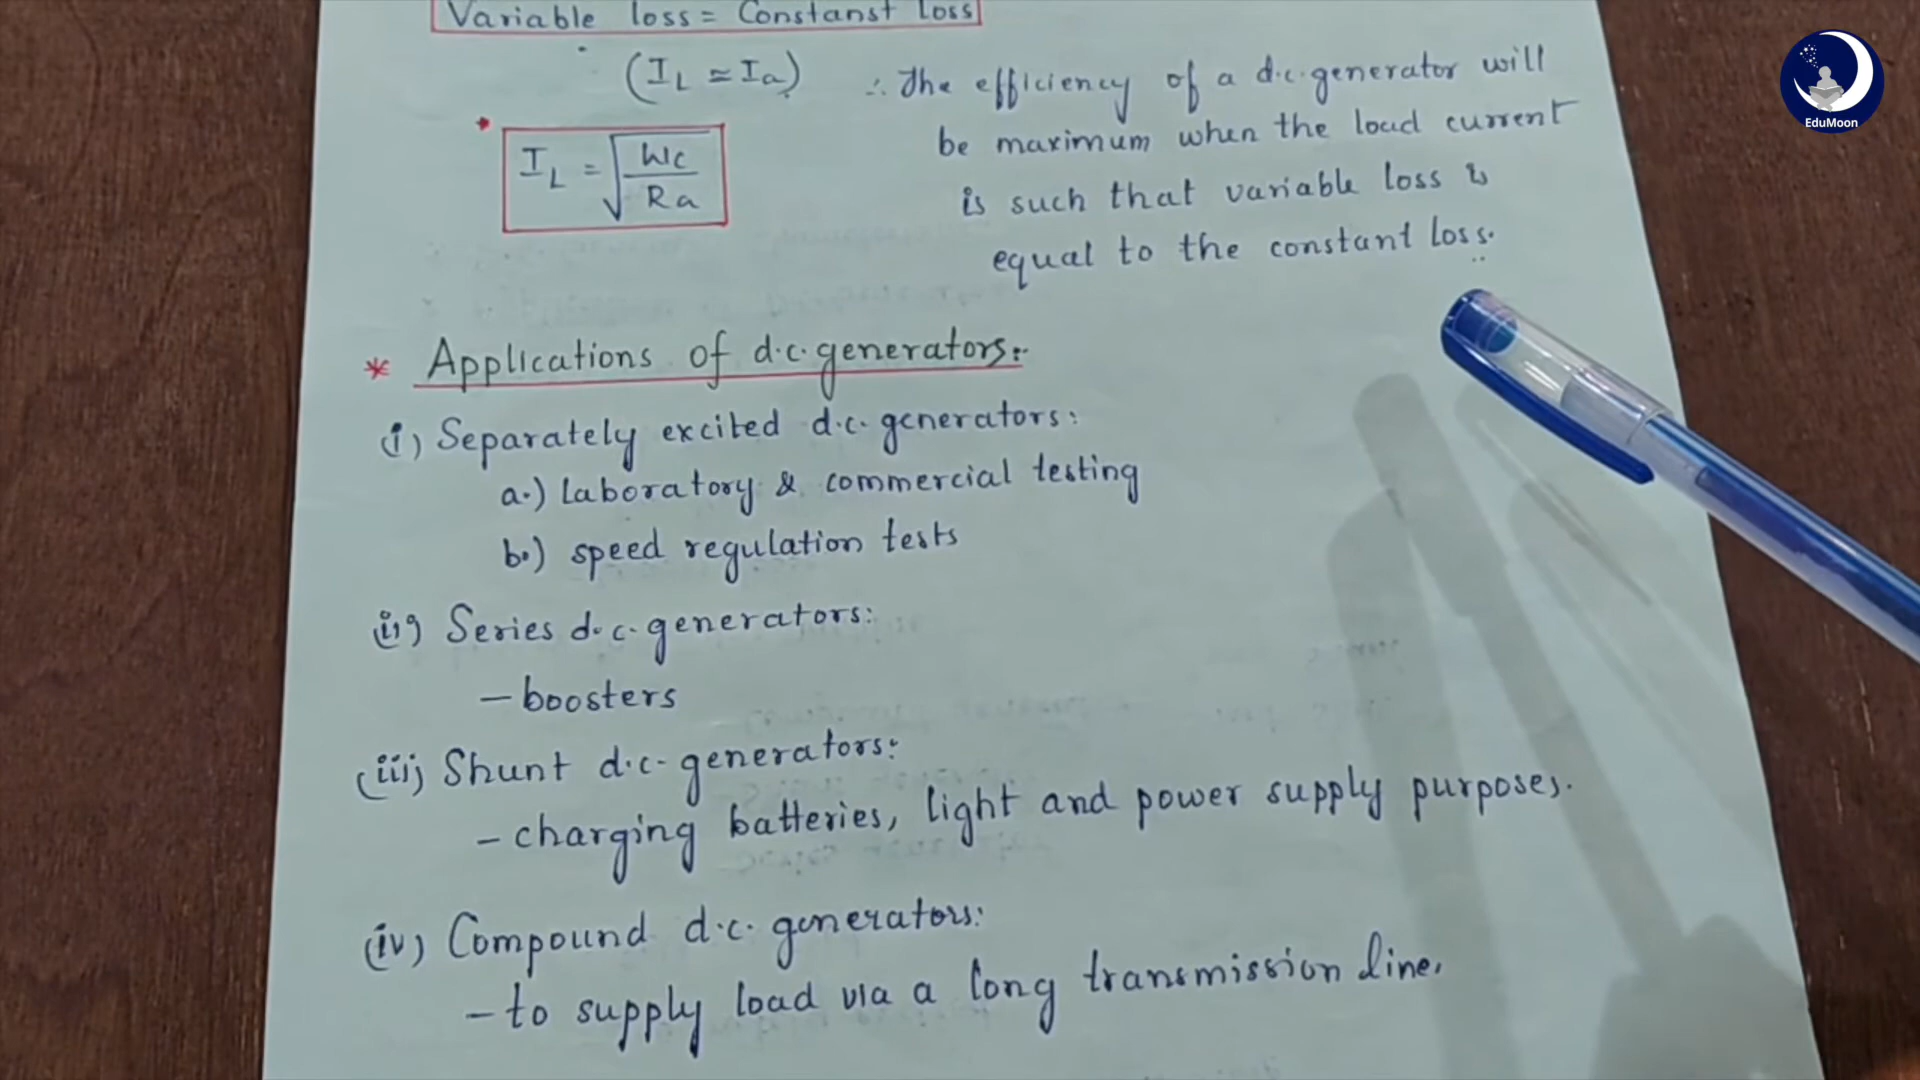 Variable loss = Constanst loss
(I_L ≃ I_a)
∴ The efficiency of a d.c. generator will
be maximum when the load current
is such that variable loss is
equal to the constant loss.
* I_L = √(Wc / Ra)
* Applications of d.c. generators:-
(i) Separately excited d.c. generators:
a.) Laboratory & commercial testing
b.) speed regulation tests
(ii) Series d.c. generators:
- boosters
(iii) Shunt d.c. generators:
- charging batteries, light and power supply purposes.
(iv) Compound d.c. generators:
- to supply load via a long transmission line.
EduMoon